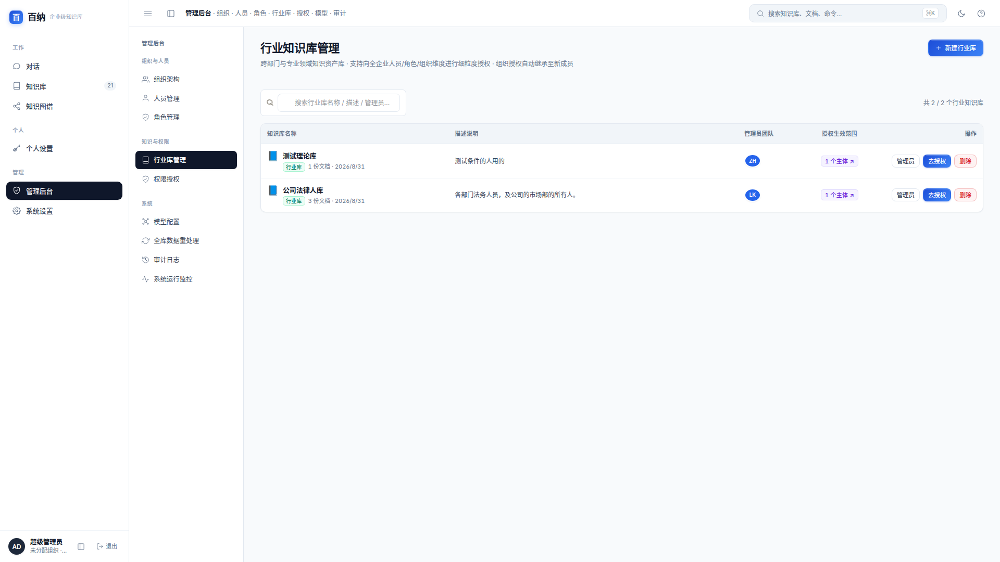 百 百纳 企业级知识库
工作
对话
知识库 21
知识图谱
个人
个人设置
管理
管理后台
系统设置
AD 超级管理员
未分配组织 ·...
退出
管理后台 · 组织 · 人员 · 角色 · 行业库 · 授权 · 模型 · 审计
搜索知识库、文档、命令... ⌘K
管理后台
组织与人员
组织架构
人员管理
角色管理
知识与权限
行业库管理
权限授权
系统
模型配置
全库数据重处理
审计日志
系统运行监控
行业知识库管理
新建行业库
跨部门与专业领域知识资产库 · 支持向全企业人员/角色/组织维度进行细粒度授权 · 组织授权自动继承至新成员
搜索行业库名称 / 描述 / 管理员...
共 2 / 2 个行业知识库
知识库名称 描述说明 管理员团队 授权生效范围 操作
测试理论库
行业库 1 份文档 · 2026/8/31
测试条件的人用的 ZH 1 个主体 管理员 去授权 删除
公司法律人库
行业库 3 份文档 · 2026/8/31
各部门法务人员，及公司的市场部的所有人。 LK 1 个主体 管理员 去授权 删除